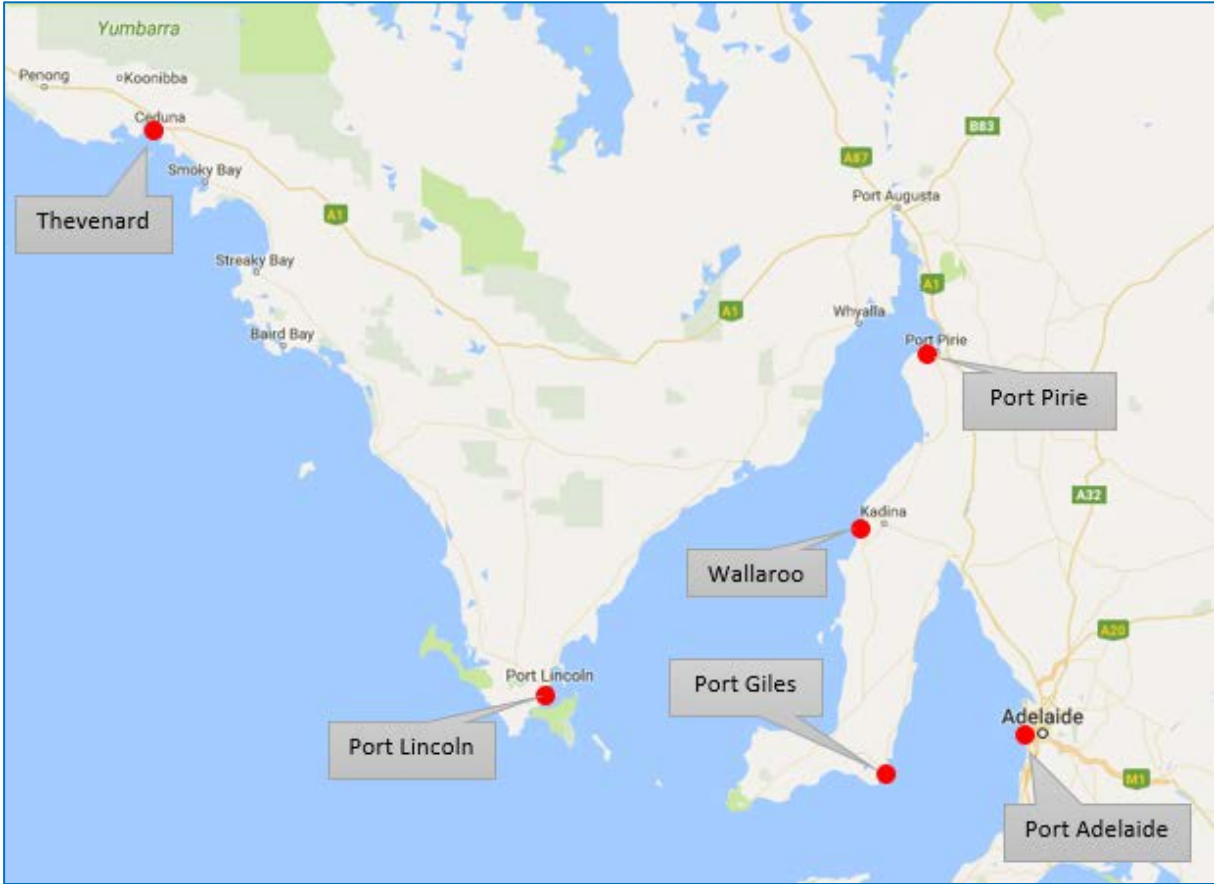 Yumbarra
Penong
Koonibba
Ceduna
B83
A87
Smoky Bay
Port Augusta
Thevenard
A1
Streaky Bay
A1
A1
Whyalla
Baird Bay
Port Pirie
Port Pirie
A32
Kadina
Wallaroo
A20
Port Lincoln
Port Giles
Adelaide
Port Lincoln
M1
Port Adelaide